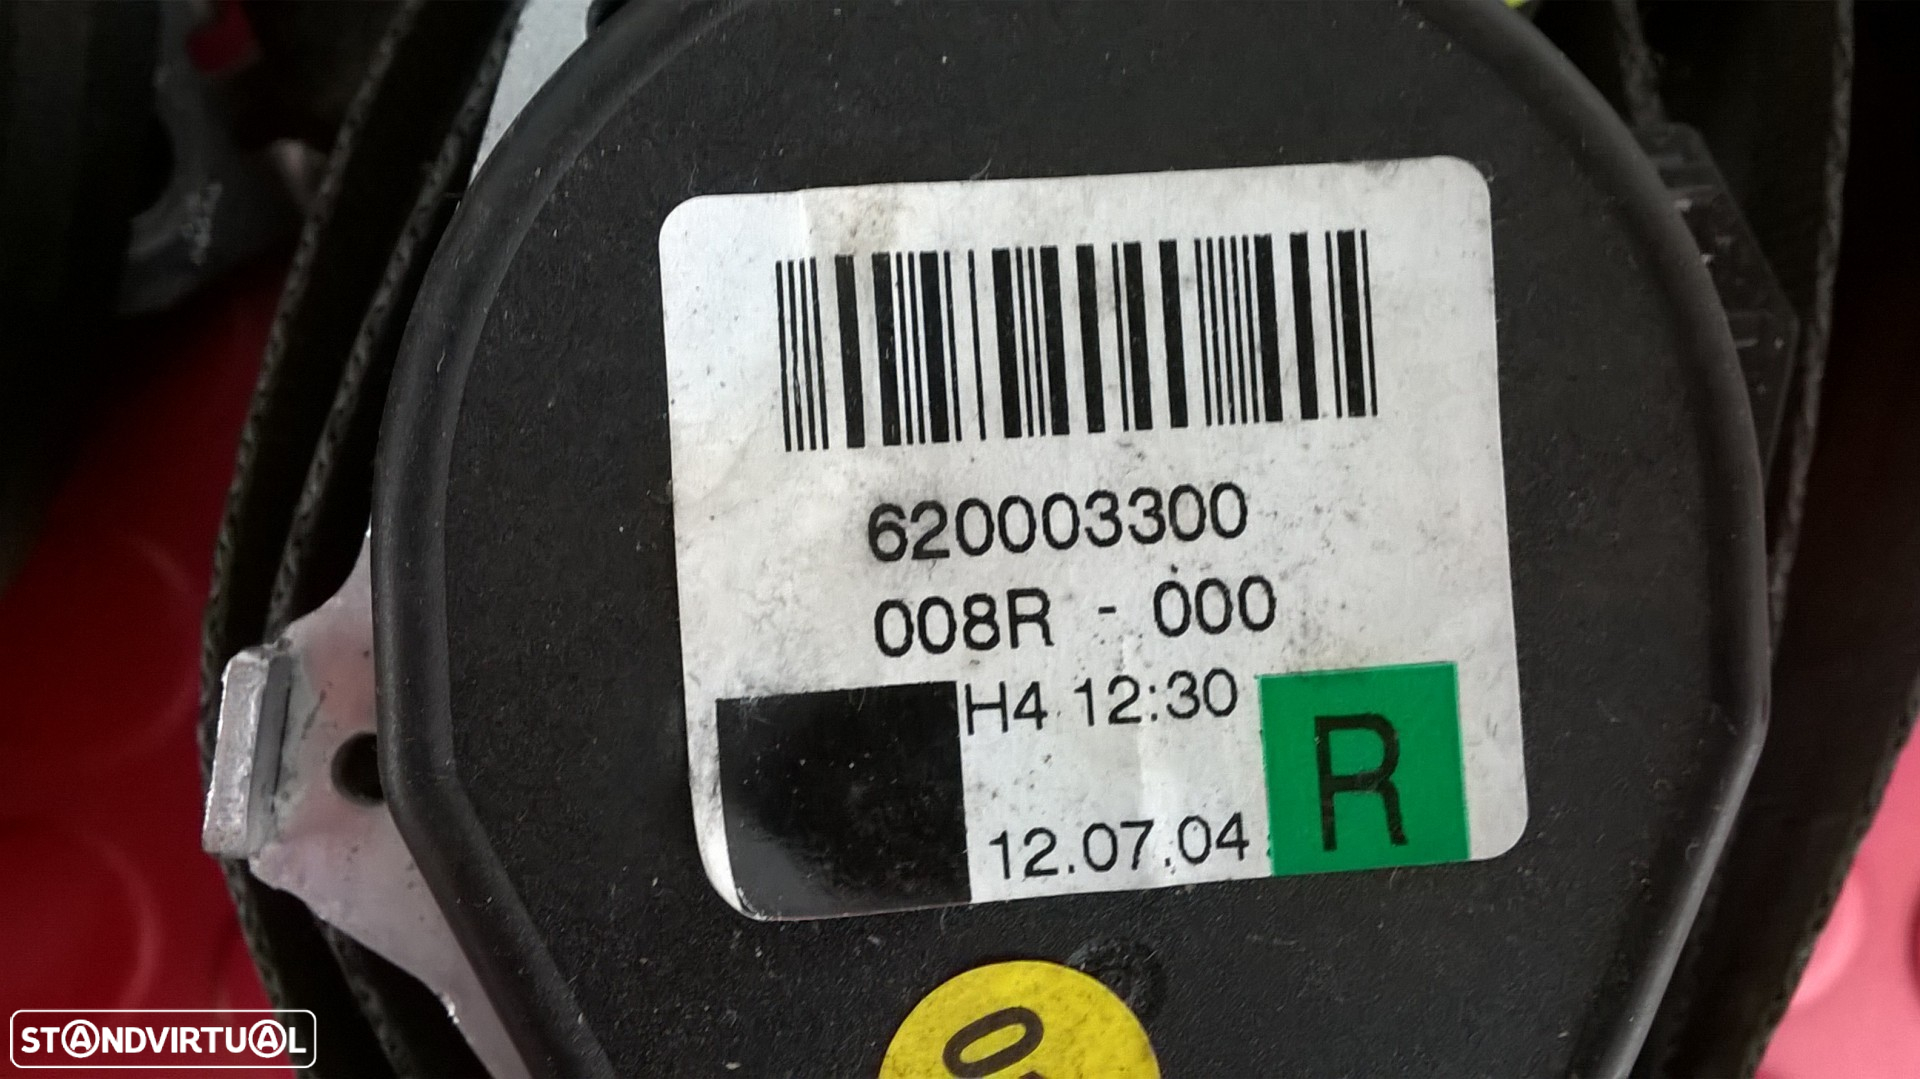 620003300
008R - 000
H4 12:30
12.07.04
R
STANDVIRTUAL